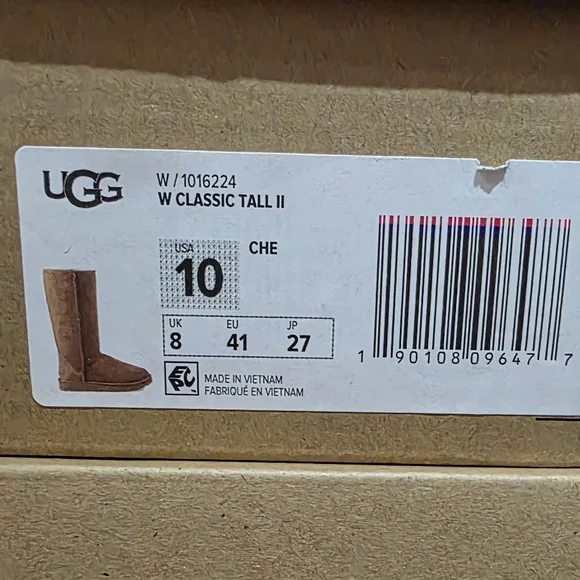 UGG
W / 1016224
W CLASSIC TALL II
USA
10
CHE
UK EU JP
8 41 27
MADE IN VIETNAM
FABRIQUÉ EN VIETNAM
1 90108 09647 7